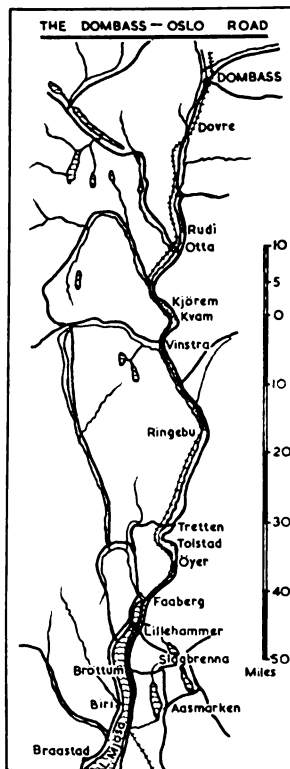 THE DOMBASS — OSLO ROAD
DOMBASS
Dovre
Rudi
Otta
10
5
Kjörem
Kvam
0
Vinstra
10
20
Ringebu
30
Tretten
Tolstad
Öyer
40
Faaberg
Lillehammer
Slagbrenna
50
Brottum
Miles
Biri
Aasmarken
Braastad
L. Mjösa